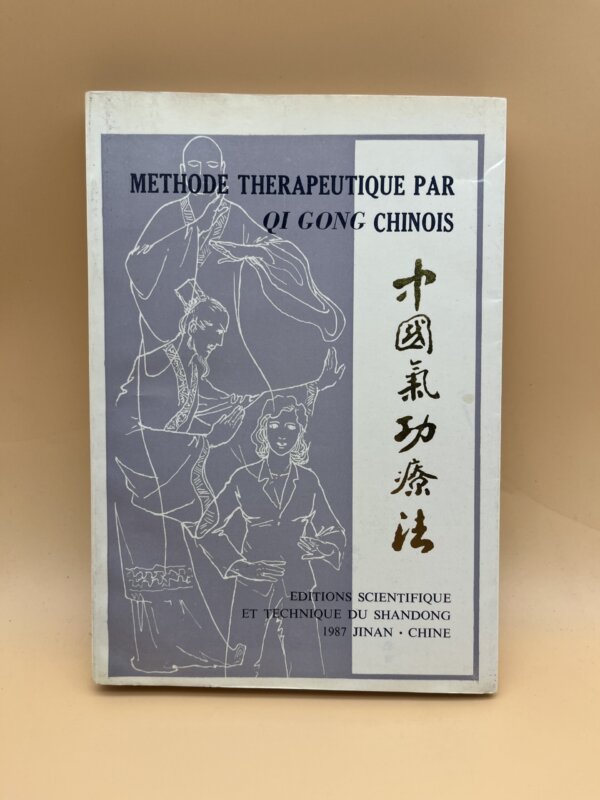 METHODE THERAPEUTIQUE PAR
QI GONG CHINOIS
中國氣功療法
EDITIONS SCIENTIFIQUE
ET TECHNIQUE DU SHANDONG
1987 JINAN · CHINE